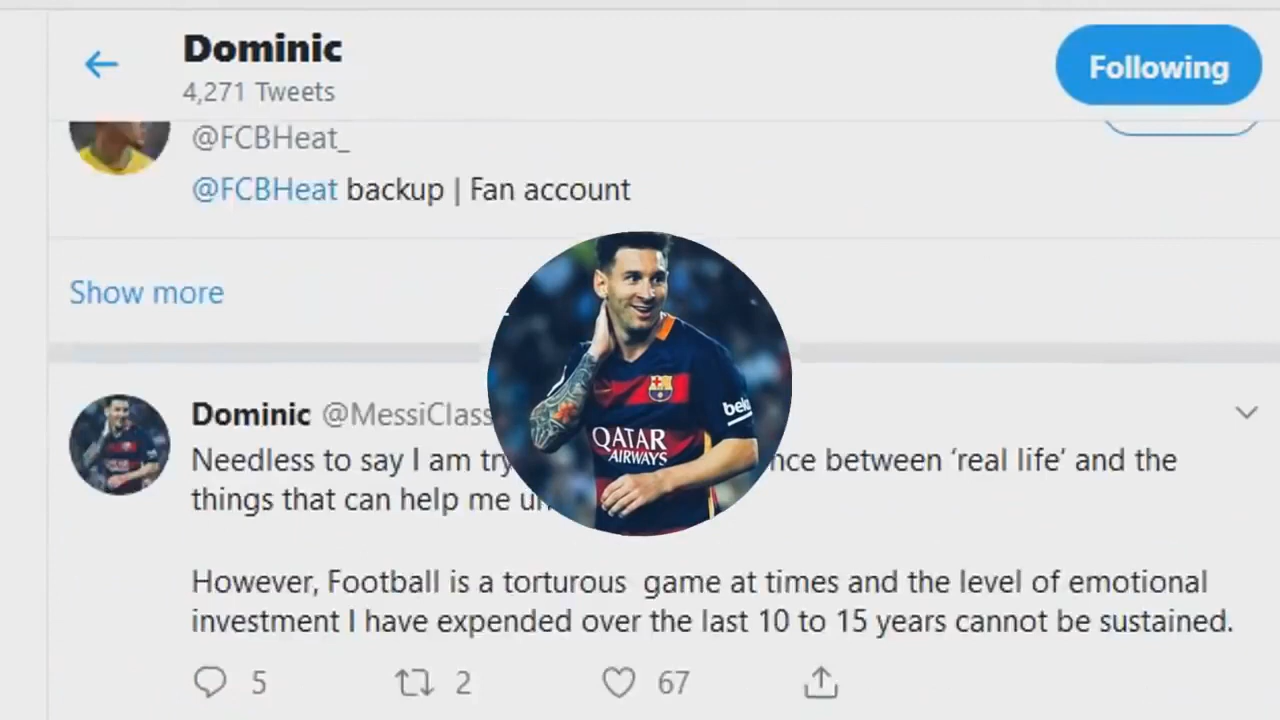 Dominic
4,271 Tweets
Following
@FCBHeat_
@FCBHeat backup | Fan account
Show more
Dominic @MessiClass
Needless to say I am between ‘real life’ and the
things that can help me
However, Football is a torturous game at times and the level of emotional
investment I have expended over the last 10 to 15 years cannot be sustained.
5 2 67
QATAR
AIRWAYS
beko